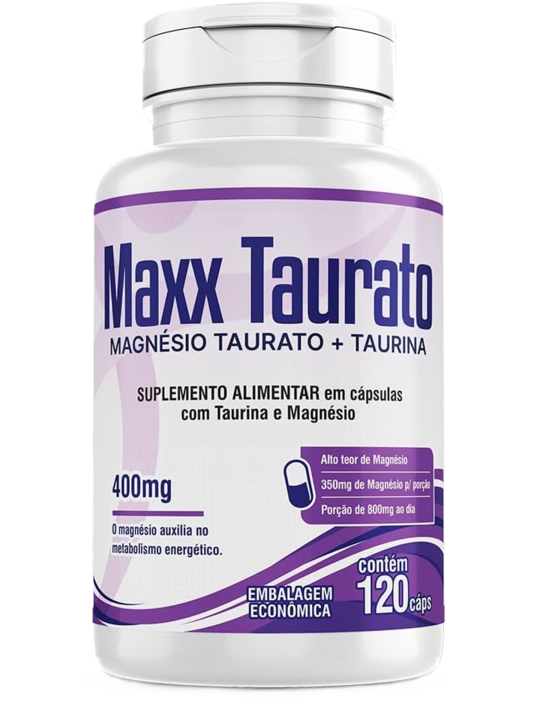 Maxx Taurato
MAGNÉSIO TAURATO + TAURINA
SUPLEMENTO ALIMENTAR em cápsulas
com Taurina e Magnésio
400mg
O magnésio auxilia no
metabolismo energético.
Alto teor de Magnésio
350mg de Magnésio p/ porção
Porção de 800mg ao dia
EMBALAGEM
ECONÔMICA
contém
120 cáps